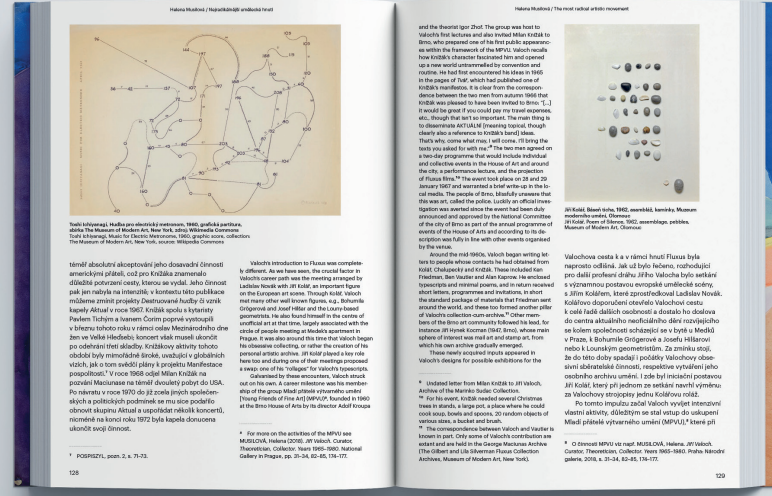 Helena Musilová / Nejradikálnější umělecké hnutí
Toshi Ichiyanagi, Hudba pro electrický metronom, 1960, grafická partitura,
sbírka The Museum of Modern Art, New York, zdroj: Wikimedia Commons
Toshi Ichiyanagi, Music for Electric Metronome, 1960, graphic score, collection:
The Museum of Modern Art, New York, source: Wikipedia Commons
téměř absolutní akceptování jeho dosavadní činnosti
americkými přáteli, což pro Knížáka znamenalo
důležité potvrzení cesty, kterou se vydal. Jeho činnost
pak jen nabyla na intenzitě; v kontextu této publikace
můžeme zmínit projekty Destruované hudby či vznik
kapely Aktual v roce 1967. Knížák spolu s kytaristy
Pavlem Tichým a Ivanem Čorim poprvé vystoupili
v březnu tohoto roku v rámci oslav Mezinárodního dne
žen ve Velké Hleďsebi; koncert však museli ukončit
po odehrání třetí skladby. Knížákovy aktivity tohoto
období byly mimořádně široké, uvažující v globálních
vizích, jak o tom svědčí plány k projektu Manifestace
pospolitosti.⁷ V roce 1968 odjel Milan Knížák na
pozvání Maciunase na téměř dvouletý pobyt do USA.
Po návratu v roce 1970 do již zcela jiných společen-
ských a politických podmínek se mu sice podařilo
obnovit skupinu Aktual a uspořádat několik koncertů,
nicméně na konci roku 1972 byla kapela donucena
ukončit svoji činnost.
⁷ POSPISZYL, pozn. 2, s. 71-73.
128
Valoch's introduction to Fluxus was complete-
ly different. As we have seen, the crucial factor in
Valoch's career path was the meeting arranged by
Ladislav Novák with Jiří Kolář, an important figure
on the European art scene. Through Kolář, Valoch
met many other well known figures, e.g., Bohumila
Grögerová and Josef Hiršal and the Louny-based
geometrists. He also found himself in the centre of
unofficial art at that time, largely associated with the
circle of people meeting at Medek's apartment in
Prague. It was also around this time that Valoch began
his obsessive collecting, or rather the creation of his
personal artistic archive. Jiří Kolář played a key role
here too and during one of their meetings proposed
a swap: one of his "rollages" for Valoch's typescripts.
Galvanised by these encounters, Valoch struck
out on his own. A career milestone was his member-
ship of the group Mladí přátelé výtvarného umění
[Young Friends of Fine Art] (MPVU)⁸, founded in 1960
at the Brno House of Arts by its director Adolf Kroupa
⁸ For more on the activities of the MPVU see
MUSILOVÁ, Helena (2018). Jiří Valoch. Curator,
Theoretician, Collector. Years 1965–1980. National
Gallery in Prague, pp. 31–34, 82–85, 174–177.
Helena Musilová / The most radical artistic movement
and the theorist Igor Zhoř. The group was host to
Valoch's first lectures and also invited Milan Knížák to
Brno, who prepared one of his first public appearanc-
es within the framework of the MPVU. Valoch recalls
how Knížák's character fascinated him and opened
up a new world untrammelled by convention and
routine. He had first encountered his ideas in 1965
in the pages of Tvář, which had published one of
Knížák's manifestos. It is clear from the correspon-
dence between the two men from autumn 1966 that
Knížák was pleased to have been invited to Brno: "[...]
it would be great if you could pay my travel expenses,
etc., though that isn't so important. The main thing is
to disseminate AKTUÁLNÍ [meaning topical, though
clearly also a reference to Knížák's band] ideas.
That's why, come what may, I will come. I'll bring the
texts you asked for with me."⁹ The two men agreed on
a two-day programme that would include individual
and collective events in the House of Art and around
the city, a performance lecture, and the projection
of Fluxus films.¹⁰ The event took place on 28 and 29
January 1967 and warranted a brief write-up in the lo-
cal media. The people of Brno, blissfully unaware that
this was art, called the police. Luckily an official inves-
tigation was averted since the event had been duly
announced and approved by the National Committee
of the city of Brno as part of the annual programme of
events of the House of Arts and according to its de-
scription was fully in line with other events organised
by the venue.
Around the mid-1960s, Valoch began writing let-
ters to people whose contacts he had obtained from
Kolář, Chalupecký and Knížák. These included Ken
Friedman, Ben Vautier and Alan Kaprow. He enclosed
typescripts and minimal poems, and in return received
short letters, programmes and invitations, in short
the standard package of materials that Friedman sent
around the world, and these too formed another pillar
of Valoch's collection-cum-archive.¹¹ Other mem-
bers of the Brno art community followed his lead, for
instance Jiří Hynek Kocman (1947, Brno), whose main
sphere of interest was mail art and stamp art, from
which his own archive gradually emerged.
These newly acquired inputs appeared in
Valoch's designs for possible exhibitions for the
⁹ Undated letter from Milan Knížák to Jiří Valoch,
Archive of the Marinko Sudac Collection.
¹⁰ For his event, Knížák needed several Christmas
trees in stands, a large pot, a place where he could
cook soup, bowls and spoons, 20 random objects of
various sizes, a bucket and brush.
¹¹ The correspondence between Valoch and Vautier is
known in part. Only some of Valoch's contribution are
extant and are held in the George Maciunas Archive
(The Gilbert and Lila Silverman Fluxus Collection
Archives, Museum of Modern Art, New York).
Jiří Kolář, Báseň ticha, 1962, asambláž, kamínky, Muzeum
moderního umění, Olomouc
Jiří Kolář, Poem of Silence, 1962, assemblage, pebbles,
Museum of Modern Art, Olomouc
Valochova cesta k a v rámci hnutí Fluxus byla
naprosto odlišná. Jak už bylo řečeno, rozhodující
pro další profesní dráhu Jiřího Valocha bylo setkání
s významnou postavou evropské umělecké scény,
s Jiřím Kolářem, které zprostředkoval Ladislav Novák.
Kolářovo doporučení otevřelo Valochovi cestu
k celé řadě dalších osobností a dostalo ho doslova
do centra aktuálního neoficiálního dění rozvíjejícího
se kolem společnosti scházející se v bytě u Medků
v Praze, k Bohumile Grögerové a Josefu Hiršalovi
nebo k Lounským geometristům. Za zmínku stojí,
že do této doby spadají i počátky Valochovy obse-
sivní sběratelské činnosti, respektive vytváření jeho
osobního archivu umění. I zde byl iniciační postavou
Jiří Kolář, který při jednom ze setkání navrhl výměnu:
za Valochovy strojopisy jednu Kolářovu roláž.
Po tomto impulzu začal Valoch vyvíjet intenzivní
vlastní aktivity, důležitým se stal vstup do uskupení
Mladí přátelé výtvarného umění (MPVU),⁸ které při
⁸ O činnosti MPVU viz např. MUSILOVÁ, Helena. Jiří Valoch.
Curator, Theoretician, Collector. Years 1965–1980. Praha: Národní
galerie, 2018, s. 31–34, 82–85, 174–177.
129